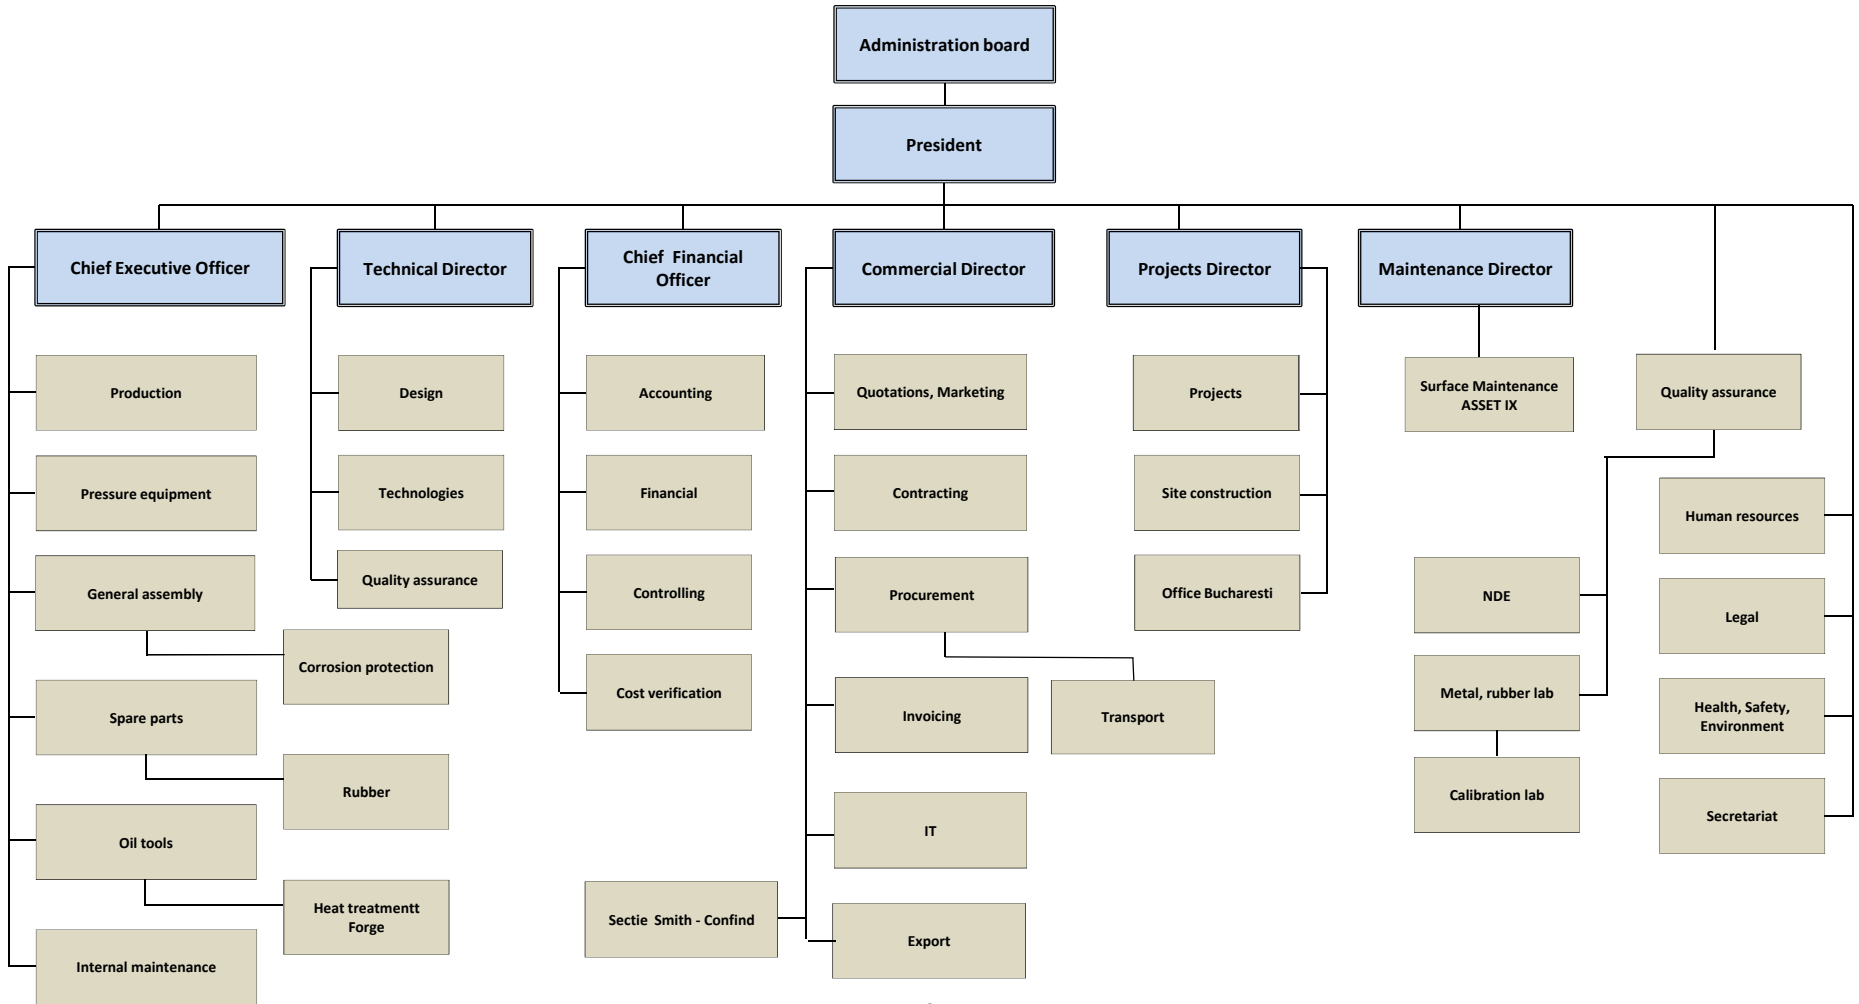 Administration board
President
Chief Executive Officer
Technical Director
Chief  Financial
Officer
Commercial Director
Projects Director
Maintenance Director
Production
Pressure equipment
General assembly
Corrosion protection
Spare parts
Rubber
Oil tools
Heat treatmentt
Forge
Internal maintenance
Design
Technologies
Quality assurance
Accounting
Financial
Controlling
Cost verification
Quotations, Marketing
Contracting
Procurement
Transport
Invoicing
IT
Sectie  Smith - Confind
Export
Projects
Site construction
Office Bucharesti
Surface Maintenance
ASSET IX
Quality assurance
NDE
Metal, rubber lab
Calibration lab
Human resources
Legal
Health, Safety,
Environment
Secretariat